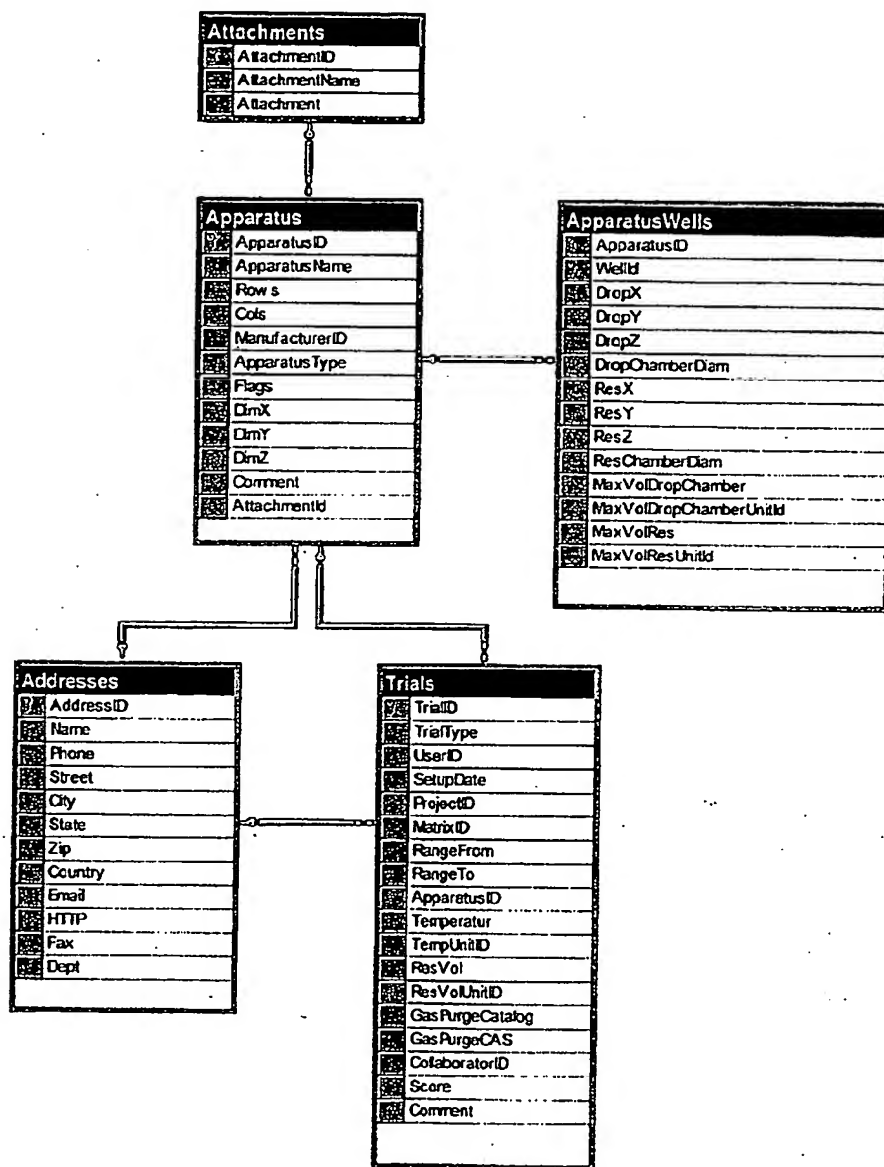 Attachments
AttachmentID
AttachmentName
Attachment
Apparatus
ApparatusID
ApparatusName
Rows
Cols
ManufacturerID
ApparatusType
Flags
DimX
DimY
DimZ
Comment
AttachmentId
ApparatusWells
ApparatusID
WellId
DropX
DropY
DropZ
DropChamberDiam
ResX
ResY
ResZ
ResChamberDiam
MaxVolDropChamber
MaxVolDropChamberUnitId
MaxVolRes
MaxVolResUnitId
Addresses
AddressID
Name
Phone
Street
City
State
Zip
Country
Email
HTTP
Fax
Dept
Trials
TrialID
TrialType
UserID
SetupDate
ProjectID
MatrixID
RangeFrom
RangeTo
ApparatusID
Temperatur
TempUnitID
ResVol
ResVolUnitID
GasPurgeCatalog
GasPurgeCAS
CollaboratorID
Score
Comment